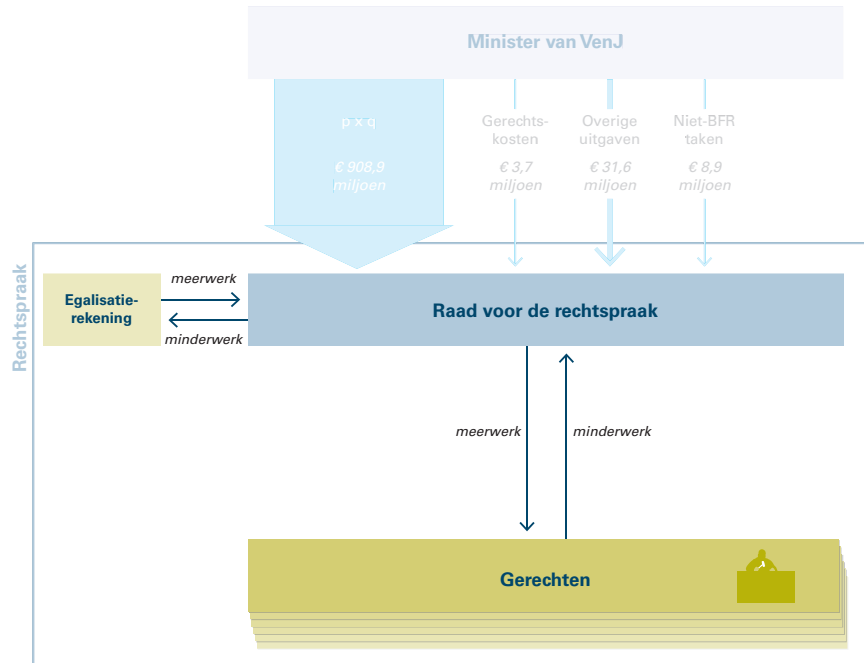 Minister van VenJ
p x q
€ 908,9
miljoen
Gerechts-
kosten
€ 3,7
miljoen
Overige
uitgaven
€ 31,6
miljoen
Niet-BFR
taken
€ 8,9
miljoen
Rechtspraak
Egalisatie-
rekening
meerwerk
minderwerk
Raad voor de rechtspraak
meerwerk
minderwerk
Gerechten